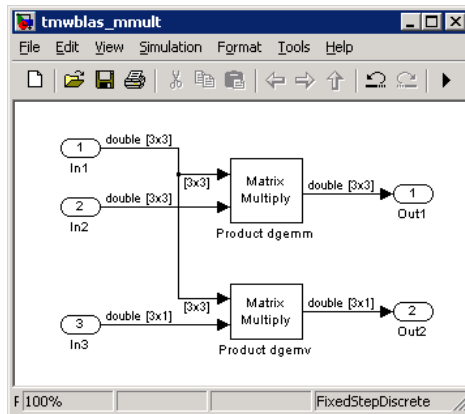 tmwblas_mmult
File Edit View Simulation Format Tools Help
1
double [3x3]
In1
[3x3]
Matrix
Multiply
double [3x3]
1
Out1
2
double [3x3]
In2
Product dgemm
[3x3]
Matrix
Multiply
double [3x1]
2
Out2
3
double [3x1]
In3
Product dgemv
F 100% FixedStepDiscrete